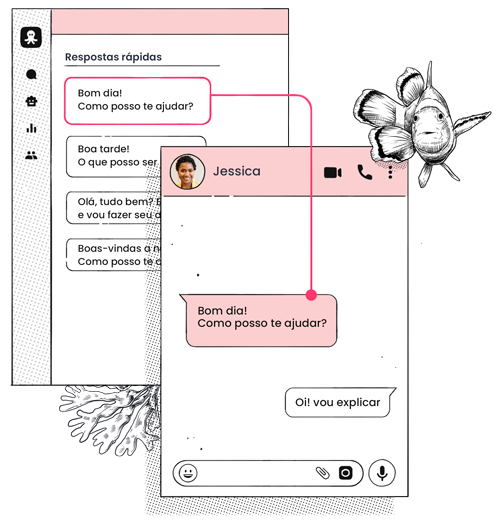 Respostas rápidas
Bom dia!
Como posso te ajudar?
Boa tarde!
O que posso ser
Olá, tudo bem?
e vou fazer seu
Boas-vindas a
Como posso te
Jessica
Bom dia!
Como posso te ajudar?
Oi! vou explicar